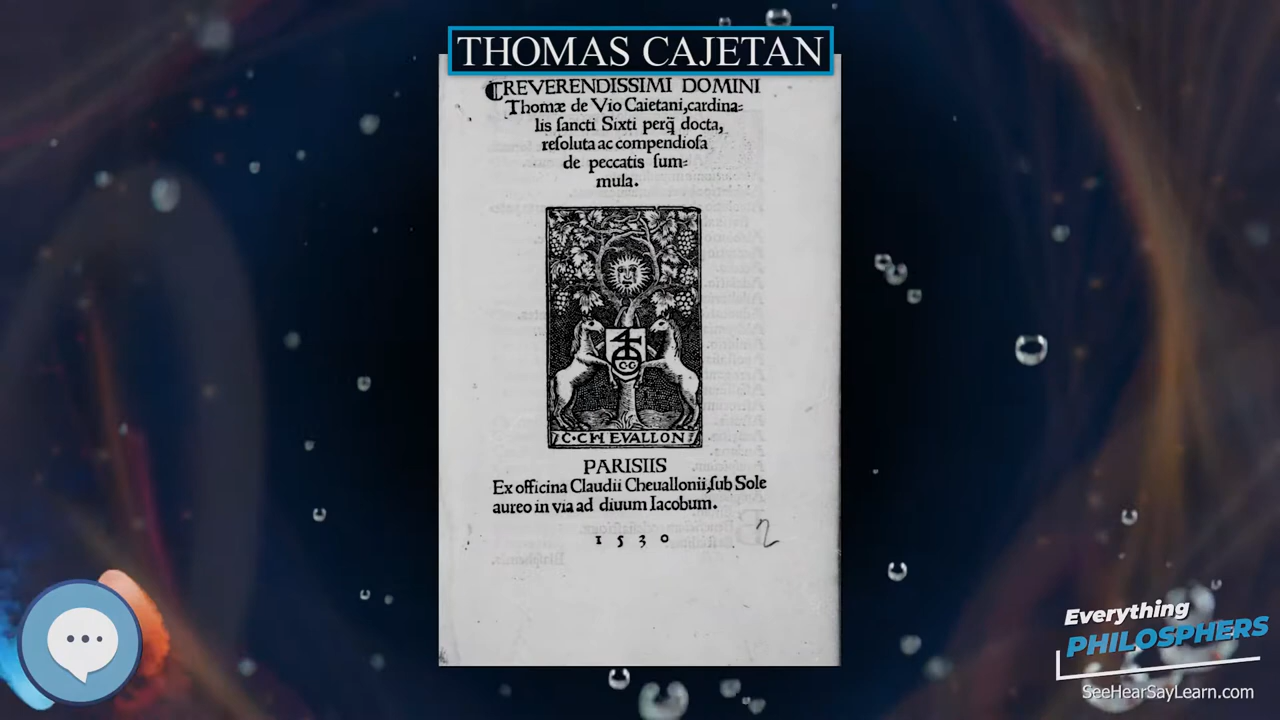 THOMAS CAJETAN
REVERENDISSIMI DOMINI
Thomæ de Vio Caietani, cardina=
lis ſancti Sixti perq̃ docta,
reſoluta ac compendioſa
de peccatis ſum=
mula.
C·CHEVALLON
PARISIIS
Ex officina Claudii Cheuallonii, ſub Sole
aureo in via ad diuum Iacobum.
1530
2
Everything
PHILOSPHERS
SeeHearSayLearn.com